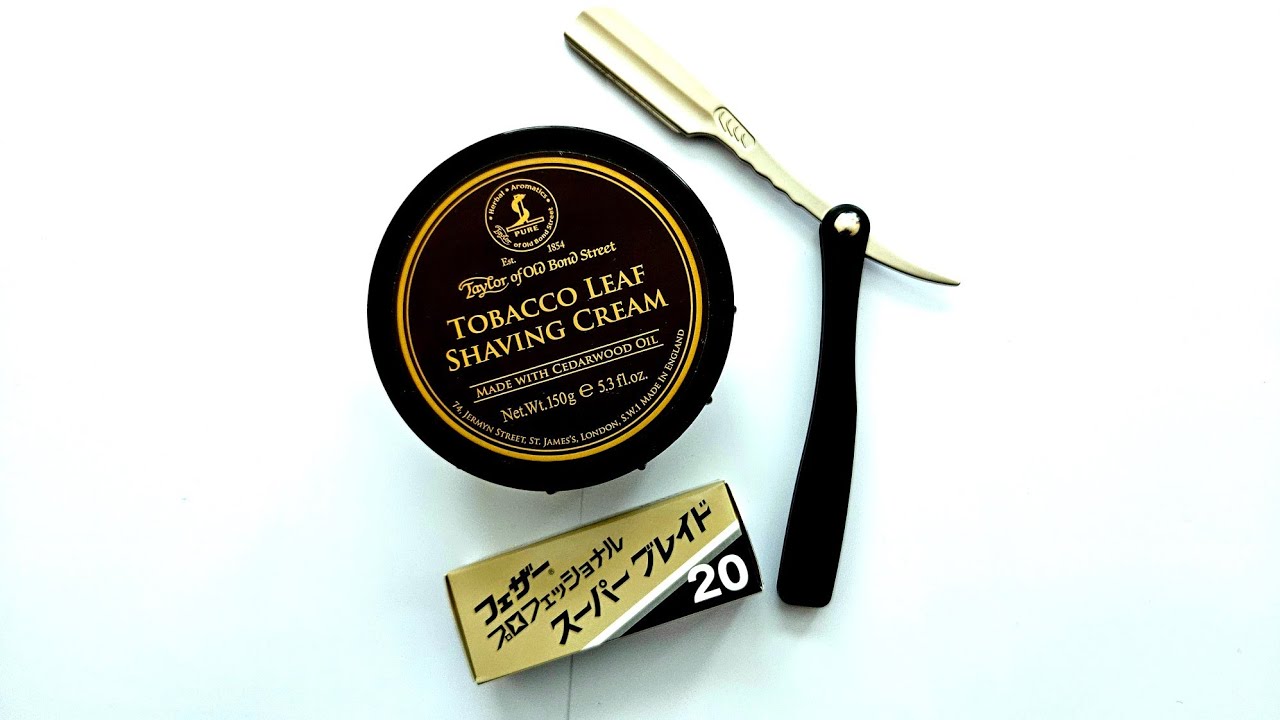 Herbal • Aromatics
PURE
Taylor of Old Bond Street
Est. 1854
Taylor of Old Bond Street
TOBACCO LEAF
SHAVING CREAM
MADE WITH CEDARWOOD OIL
Net.Wt.150g ℮ 5.3 fl.oz.
74, JERMYN STREET, ST. JAMES'S, LONDON, S.W.1 MADE IN ENGLAND
フェザー®
プロフェッショナル
スーパー ブレイド
20